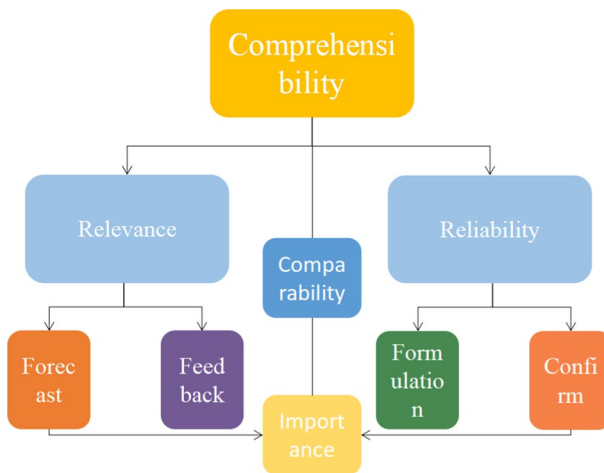 Comprehensi
bility
Relevance
Reliability
Compa
rability
Forec
ast
Feed
back
Form
ulatio
n
Confi
rm
Import
ance